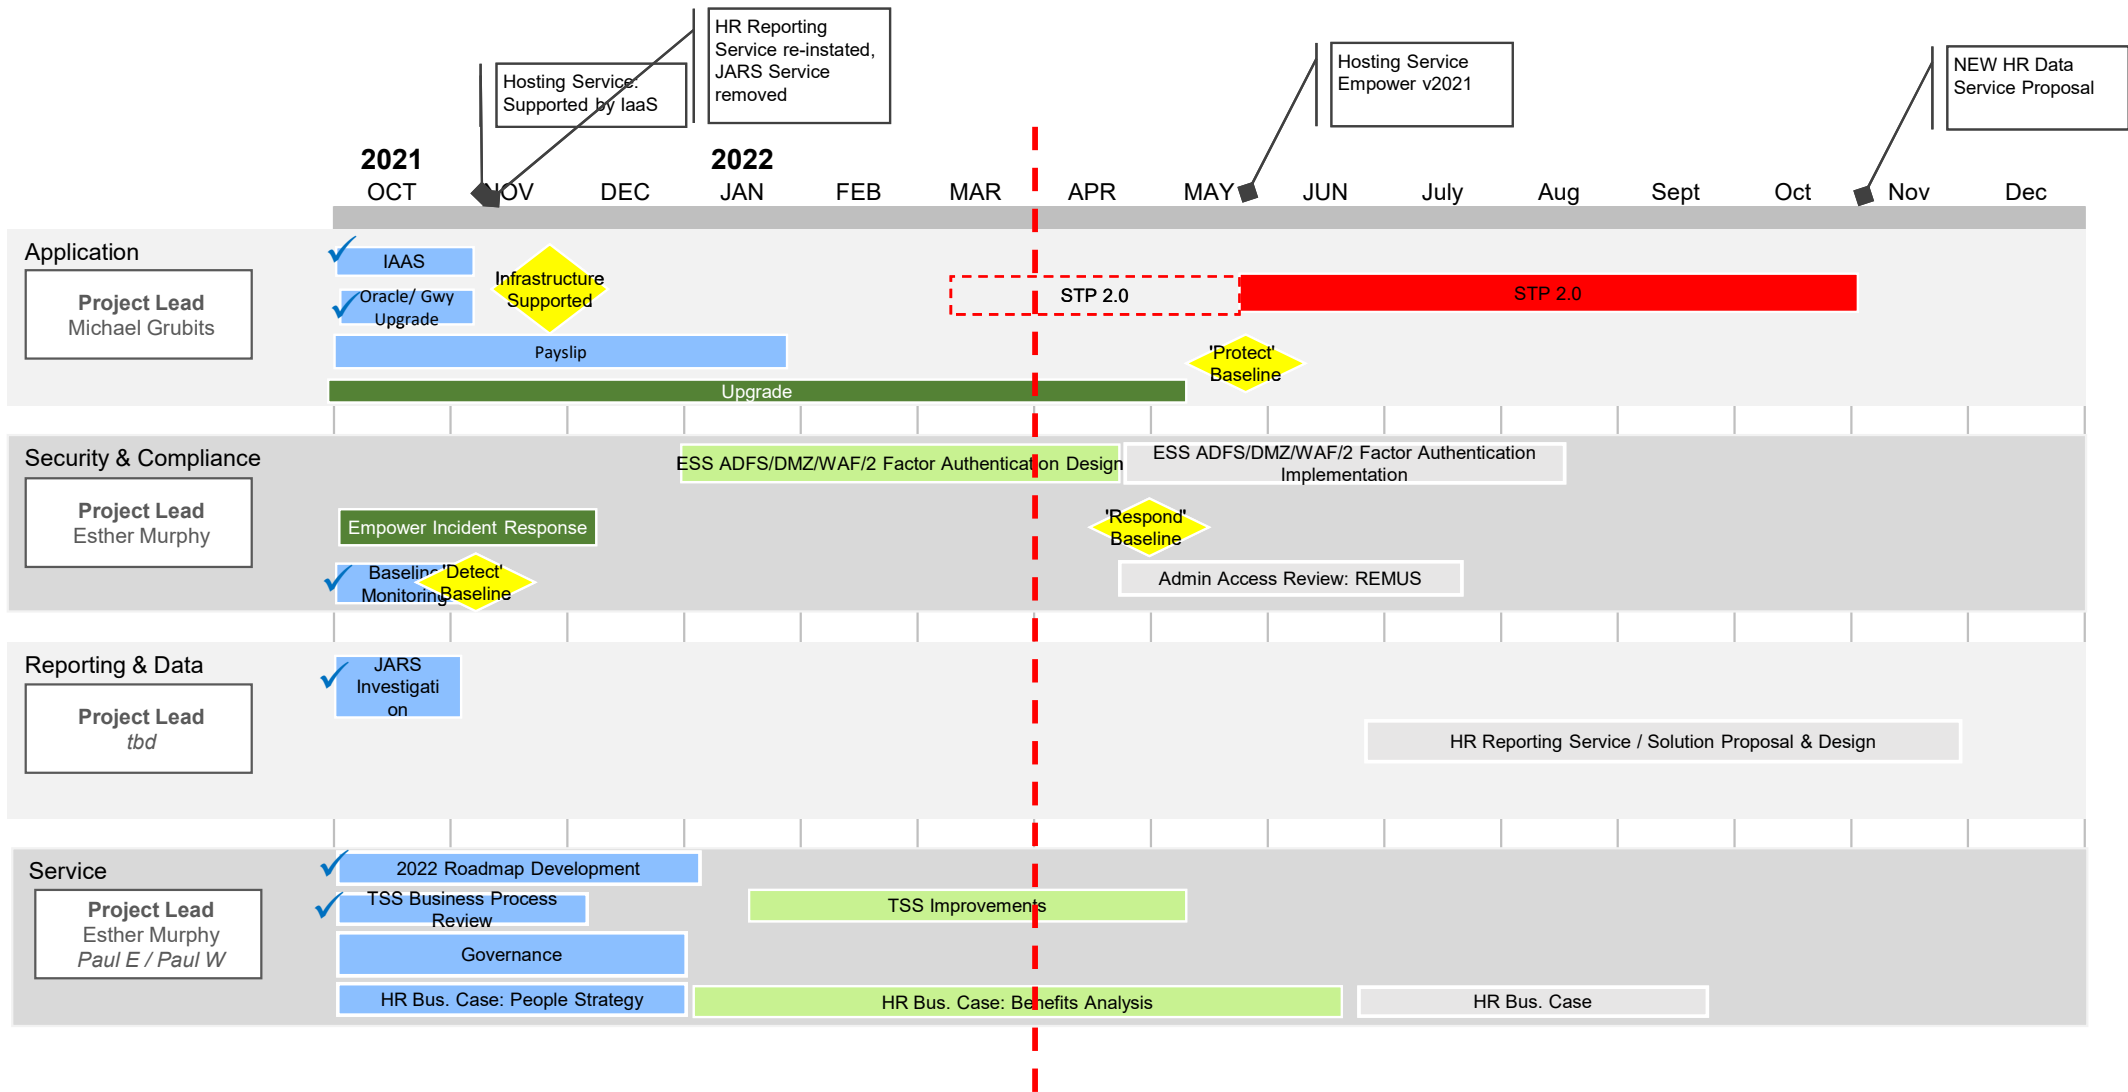 HR Reporting
Service re-instated,
JARS Service
removed
Hosting Service:
Supported by IaaS
Hosting Service
Empower v2021
NEW HR Data
Service Proposal
2021
2022
OCT
NOV
DEC
JAN
FEB
MAR
APR
MAY
JUN
July
Aug
Sept
Oct
Nov
Dec
Application
Project Lead
Michael Grubits
IAAS
Oracle/ Gwy
Upgrade
Infrastructure
Supported
Payslip
Upgrade
STP 2.0
STP 2.0
'Protect'
Baseline
Security & Compliance
Project Lead
Esther Murphy
ESS ADFS/DMZ/WAF/2 Factor Authentication Design
ESS ADFS/DMZ/WAF/2 Factor Authentication
Implementation
Empower Incident Response
'Respond'
Baseline
Baseline
Monitoring
'Detect'
Baseline
Admin Access Review: REMUS
Reporting & Data
Project Lead
tbd
JARS
Investigati
on
HR Reporting Service / Solution Proposal & Design
Service
Project Lead
Esther Murphy
Paul E / Paul W
2022 Roadmap Development
TSS Business Process
Review
TSS Improvements
Governance
HR Bus. Case: People Strategy
HR Bus. Case: Benefits Analysis
HR Bus. Case